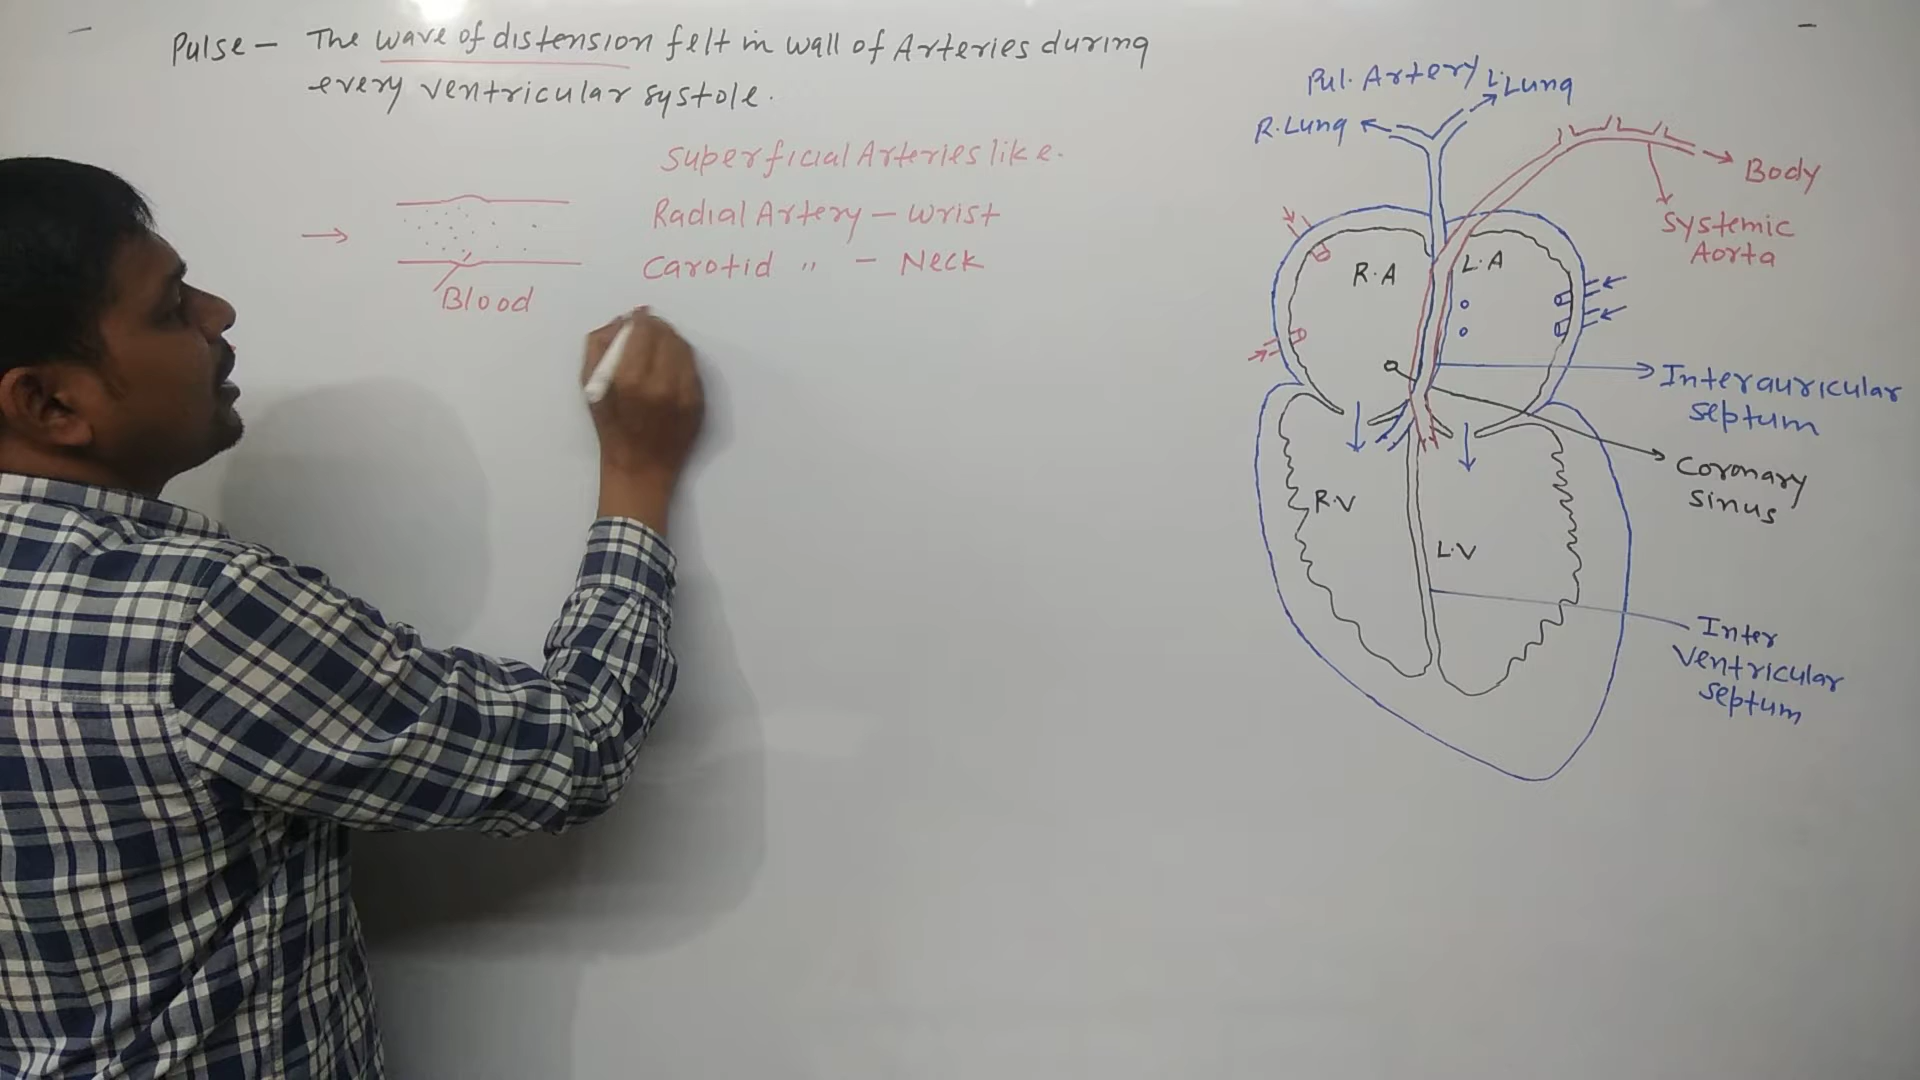 Pulse - The wave of distension felt in wall of Arteries during
every ventricular systole.
Superficial Arteries like.
Radial Artery - Wrist
Carotid " - Neck
Blood
Pul. Artery
L.Lung
R.Lung
Body
Systemic
Aorta
R.A
L.A
Interauricular
Septum
Coronary
Sinus
R.V
L.V
Inter
Ventricular
Septum